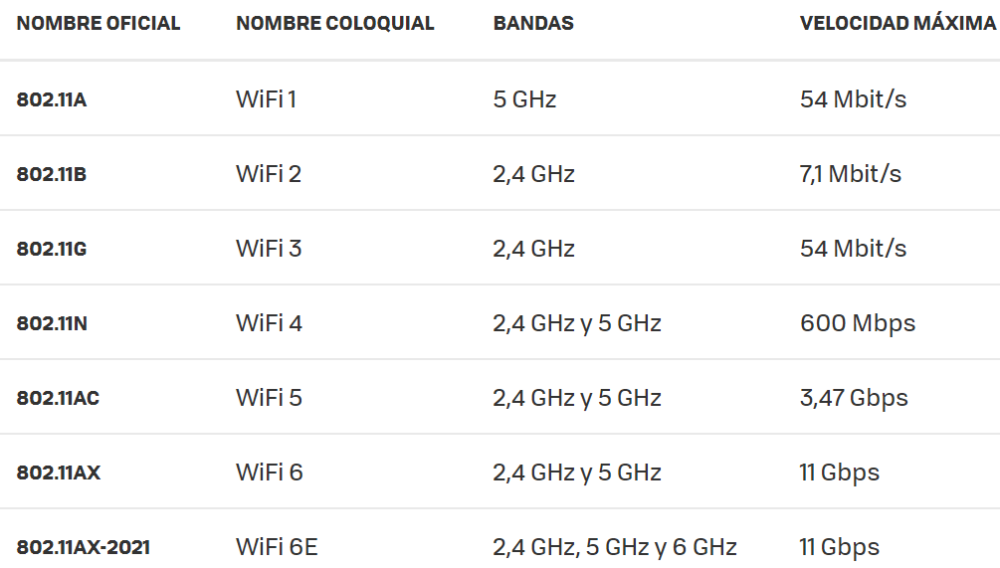 NOMBRE OFICIAL NOMBRE COLOQUIAL BANDAS VELOCIDAD MÁXIMA
802.11A WiFi 1 5 GHz 54 Mbit/s
802.11B WiFi 2 2,4 GHz 7,1 Mbit/s
802.11G WiFi 3 2,4 GHz 54 Mbit/s
802.11N WiFi 4 2,4 GHz y 5 GHz 600 Mbps
802.11AC WiFi 5 2,4 GHz y 5 GHz 3,47 Gbps
802.11AX WiFi 6 2,4 GHz y 5 GHz 11 Gbps
802.11AX-2021 WiFi 6E 2,4 GHz, 5 GHz y 6 GHz 11 Gbps